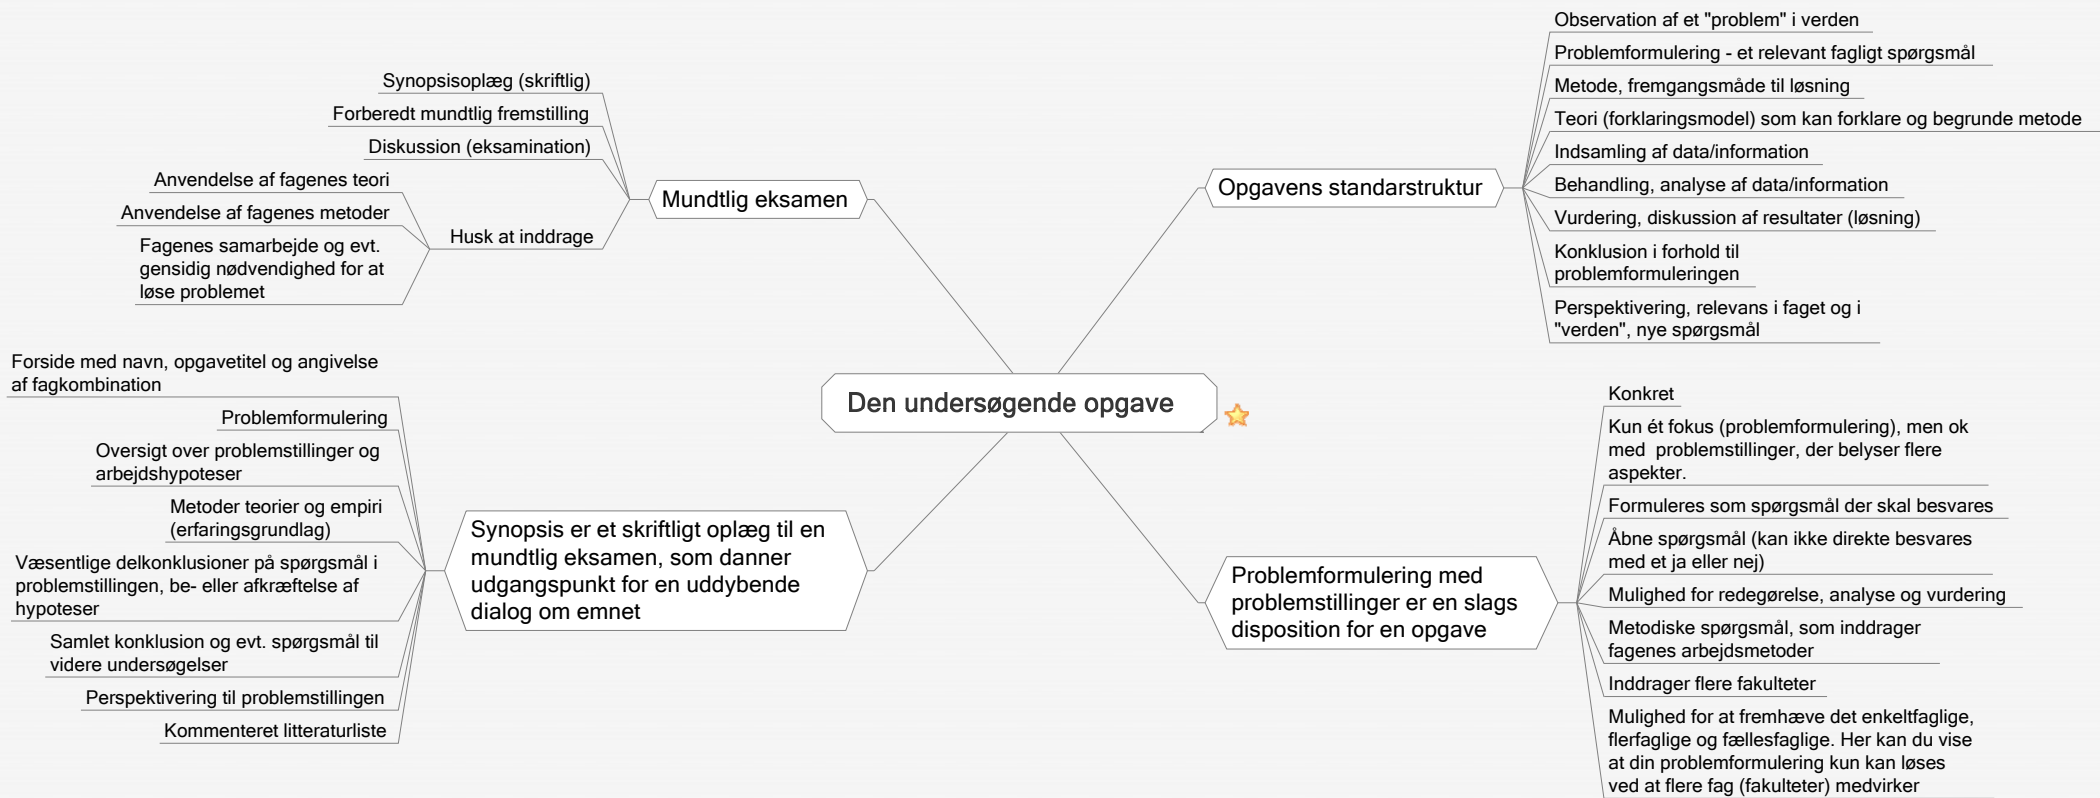 Den undersøgende opgave
Mundtlig eksamen
Synopsisoplæg (skriftlig)
Forberedt mundtlig fremstilling
Diskussion (eksamination)
Husk at inddrage
Anvendelse af fagenes teori
Anvendelse af fagenes metoder
Fagenes samarbejde og evt.
gensidig nødvendighed for at
løse problemet
Opgavens standarstruktur
Observation af et "problem" i verden
Problemformulering - et relevant fagligt spørgsmål
Metode, fremgangsmåde til løsning
Teori (forklaringsmodel) som kan forklare og begrunde metode
Indsamling af data/information
Behandling, analyse af data/information
Vurdering, diskussion af resultater (løsning)
Konklusion i forhold til
problemformuleringen
Perspektivering, relevans i faget og i
"verden", nye spørgsmål
Synopsis er et skriftligt oplæg til en
mundtlig eksamen, som danner
udgangspunkt for en uddybende
dialog om emnet
Forside med navn, opgavetitel og angivelse
af fagkombination
Problemformulering
Oversigt over problemstillinger og
arbejdshypoteser
Metoder teorier og empiri
(erfaringsgrundlag)
Væsentlige delkonklusioner på spørgsmål i
problemstillingen, be- eller afkræftelse af
hypoteser
Samlet konklusion og evt. spørgsmål til
videre undersøgelser
Perspektivering til problemstillingen
Kommenteret litteraturliste
Problemformulering med
problemstillinger er en slags
disposition for en opgave
Konkret
Kun ét fokus (problemformulering), men ok
med  problemstillinger, der belyser flere
aspekter.
Formuleres som spørgsmål der skal besvares
Åbne spørgsmål (kan ikke direkte besvares
med et ja eller nej)
Mulighed for redegørelse, analyse og vurdering
Metodiske spørgsmål, som inddrager
fagenes arbejdsmetoder
Inddrager flere fakulteter
Mulighed for at fremhæve det enkeltfaglige,
flerfaglige og fællesfaglige. Her kan du vise
at din problemformulering kun kan løses
ved at flere fag (fakulteter) medvirker